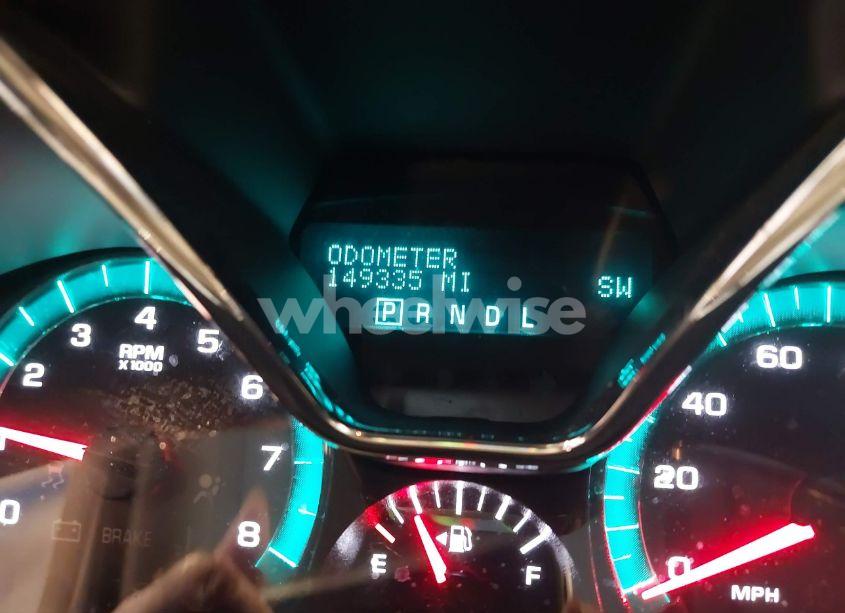 ODOMETER
149335 MI
SW
P R N D L
wheelwise
0 2 3 4 5 6 7 8
RPM
X1000
BRAKE
E F
0 20 40 60
MPH